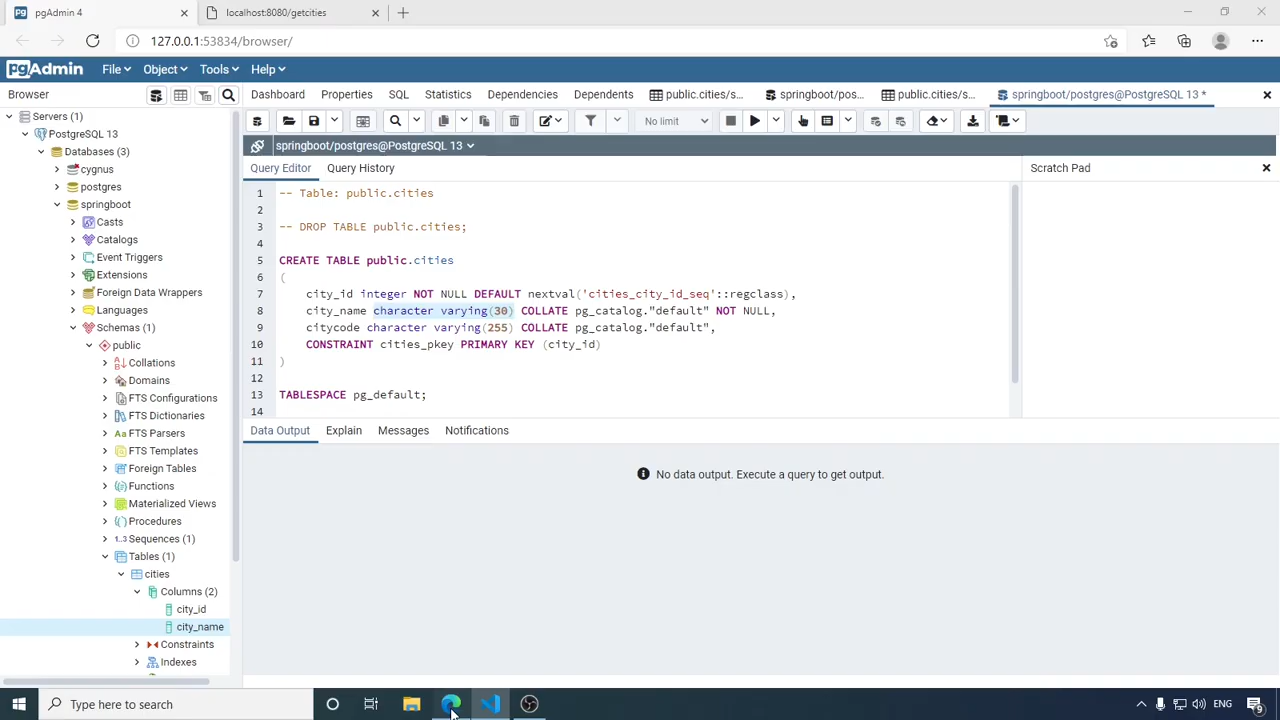 pgAdmin 4
localhost:8080/getcities
127.0.0.1:53834/browser/
pgAdmin File Object Tools Help
Browser
Dashboard Properties SQL Statistics Dependencies Dependents public.cities/s... springboot/pos... public.cities/s... springboot/postgres@PostgreSQL 13 *
No limit
springboot/postgres@PostgreSQL 13
Query Editor Query History
Scratch Pad
Servers (1)
PostgreSQL 13
Databases (3)
cygnus
postgres
springboot
Casts
Catalogs
Event Triggers
Extensions
Foreign Data Wrappers
Languages
Schemas (1)
public
Collations
Domains
FTS Configurations
FTS Dictionaries
FTS Parsers
FTS Templates
Foreign Tables
Functions
Materialized Views
Procedures
1..3 Sequences (1)
Tables (1)
cities
Columns (2)
city_id
city_name
Constraints
Indexes
1 -- Table: public.cities
2
3 -- DROP TABLE public.cities;
4
5 CREATE TABLE public.cities
6 (
7 city_id integer NOT NULL DEFAULT nextval('cities_city_id_seq'::regclass),
8 city_name character varying(30) COLLATE pg_catalog."default" NOT NULL,
9 citycode character varying(255) COLLATE pg_catalog."default",
10 CONSTRAINT cities_pkey PRIMARY KEY (city_id)
11 )
12
13 TABLESPACE pg_default;
14
Data Output Explain Messages Notifications
No data output. Execute a query to get output.
Type here to search
ENG
9